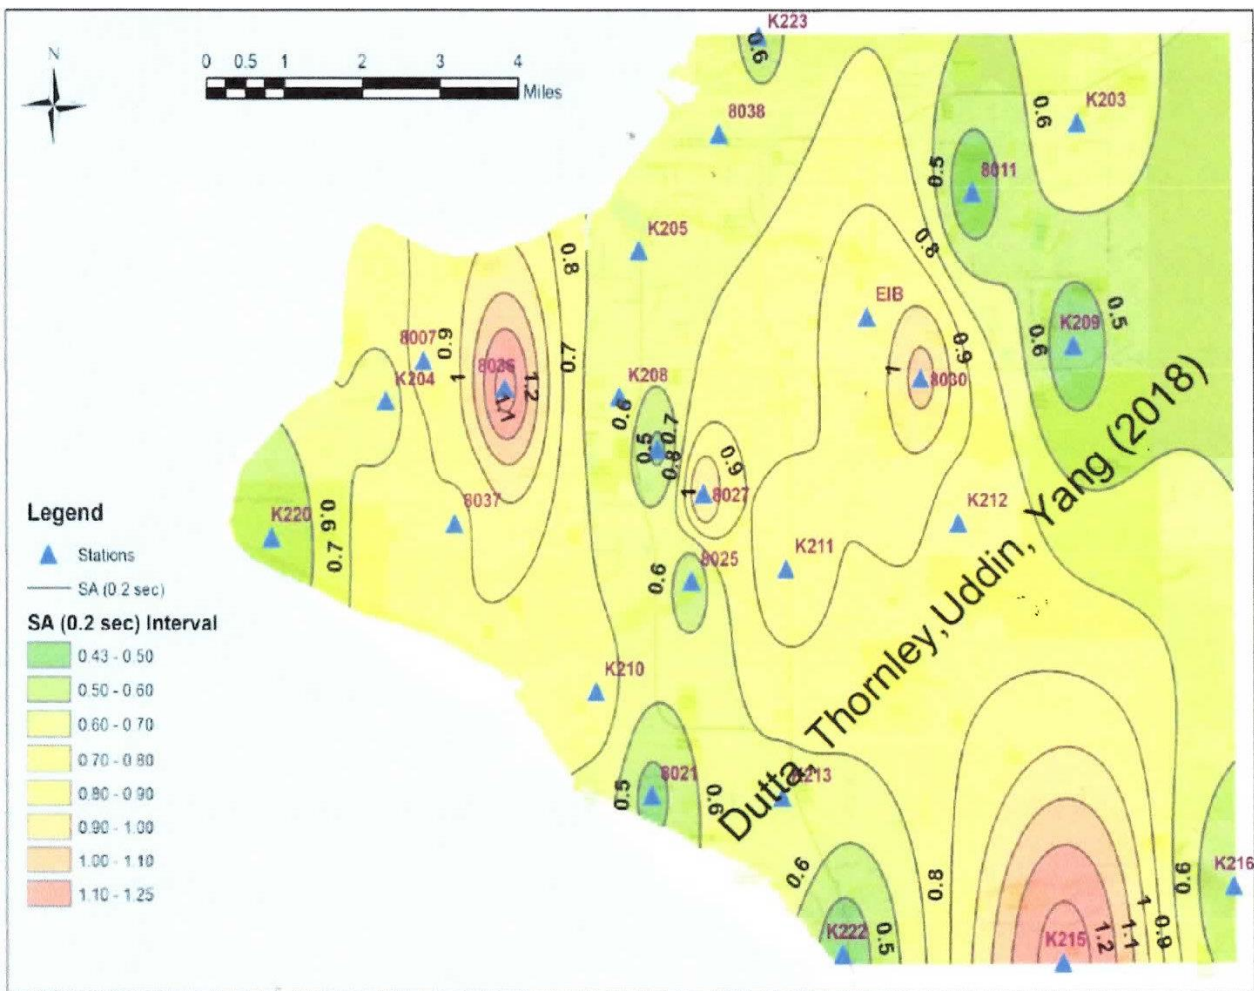 N
0 0.5 1 2 3 4
Miles
K223
0.6
8038
0.6
K203
0.5
8011
K205
0.8
0.8
EIB
8007
0.9
8026
K204
1
1.2
1.1
0.7
K208
0.6
0.5
0.7
0.8
0.9
1
8030
0.9
0.6
K209
0.5
1
8027
8037
K220
0.6
0.7
0.6
8025
K211
K212
K210
8021
0.5
0.6
K213
Dutta, Thornley,Uddin, Yang (2018)
0.6
0.8
K222
0.5
K215
1.2
1.1
1
0.9
0.6
K216
Legend
Stations
SA (0.2 sec)
SA (0.2 sec) Interval
0.43 - 0.50
0.50 - 0.60
0.60 - 0.70
0.70 - 0.80
0.80 - 0.90
0.90 - 1.00
1.00 - 1.10
1.10 - 1.25